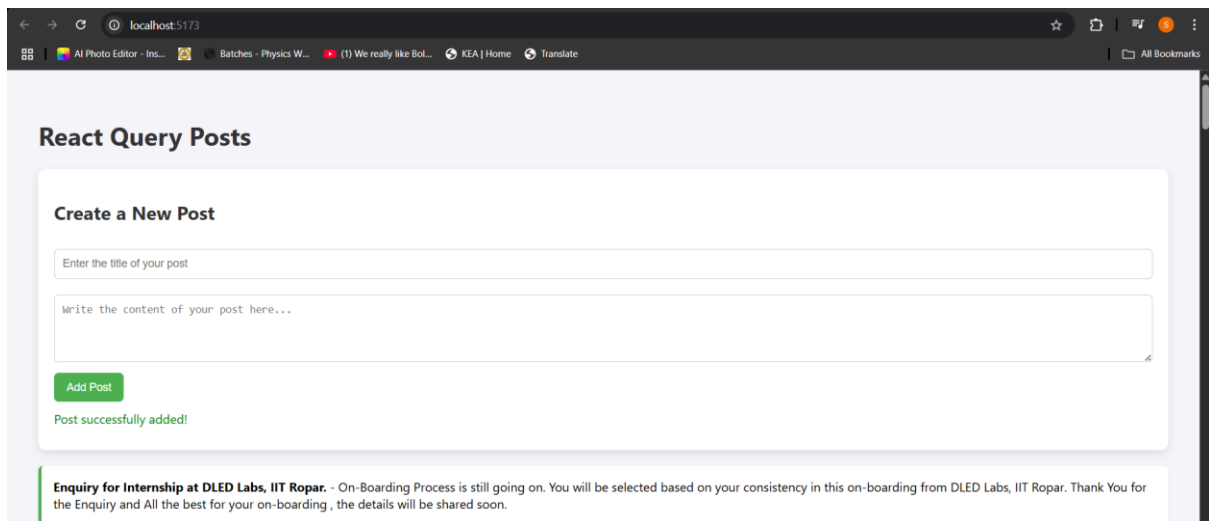 localhost:5173
AI Photo Editor - Ins... Batches - Physics W... (1) We really like Bol... KEA | Home Translate All Bookmarks
React Query Posts
Create a New Post
Enter the title of your post
Write the content of your post here...
Add Post
Post successfully added!
Enquiry for Internship at DLED Labs, IIT Ropar. - On-Boarding Process is still going on. You will be selected based on your consistency in this on-boarding from DLED Labs, IIT Ropar. Thank You for
the Enquiry and All the best for your on-boarding , the details will be shared soon.